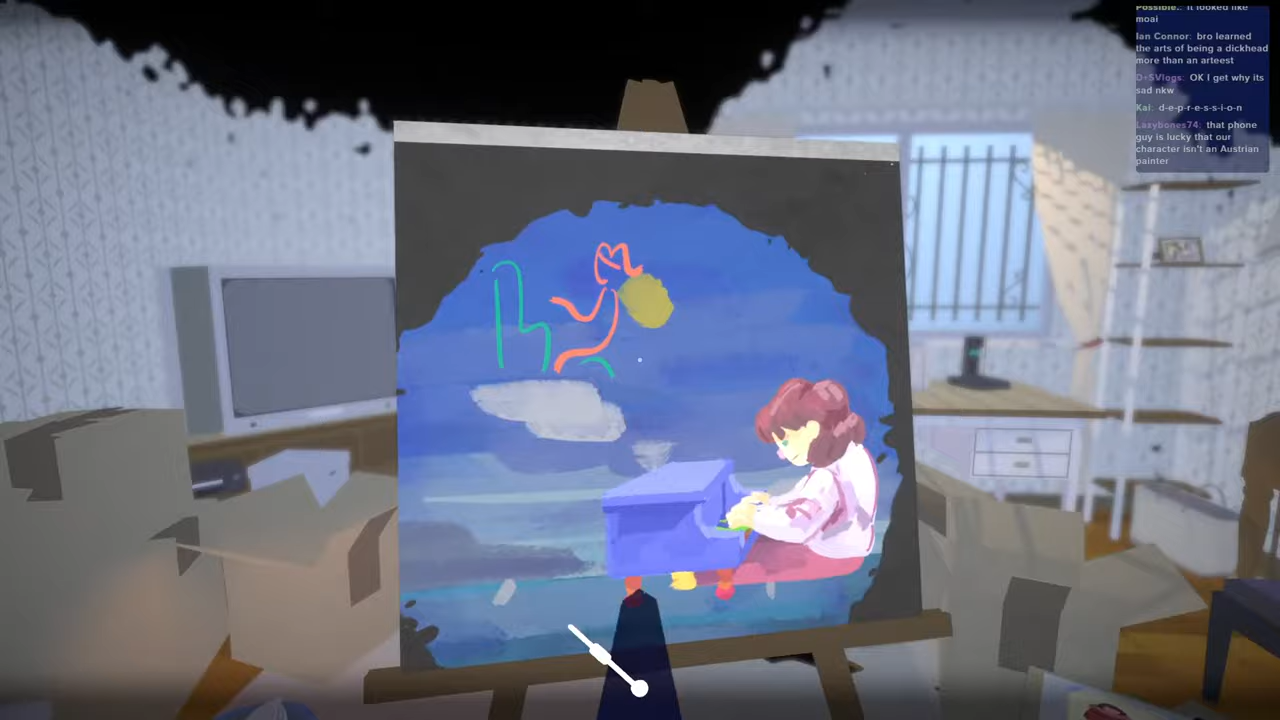 Possible..: it looked like
moai
Ian Connor: bro learned
the arts of being a dickhead
more than an arteest
D+SVlogs: OK I get why its
sad nkw
Kai: d-e-p-r-e-s-s-i-o-n
Lazybones74: that phone
guy is lucky that our
character isn't an Austrian
painter